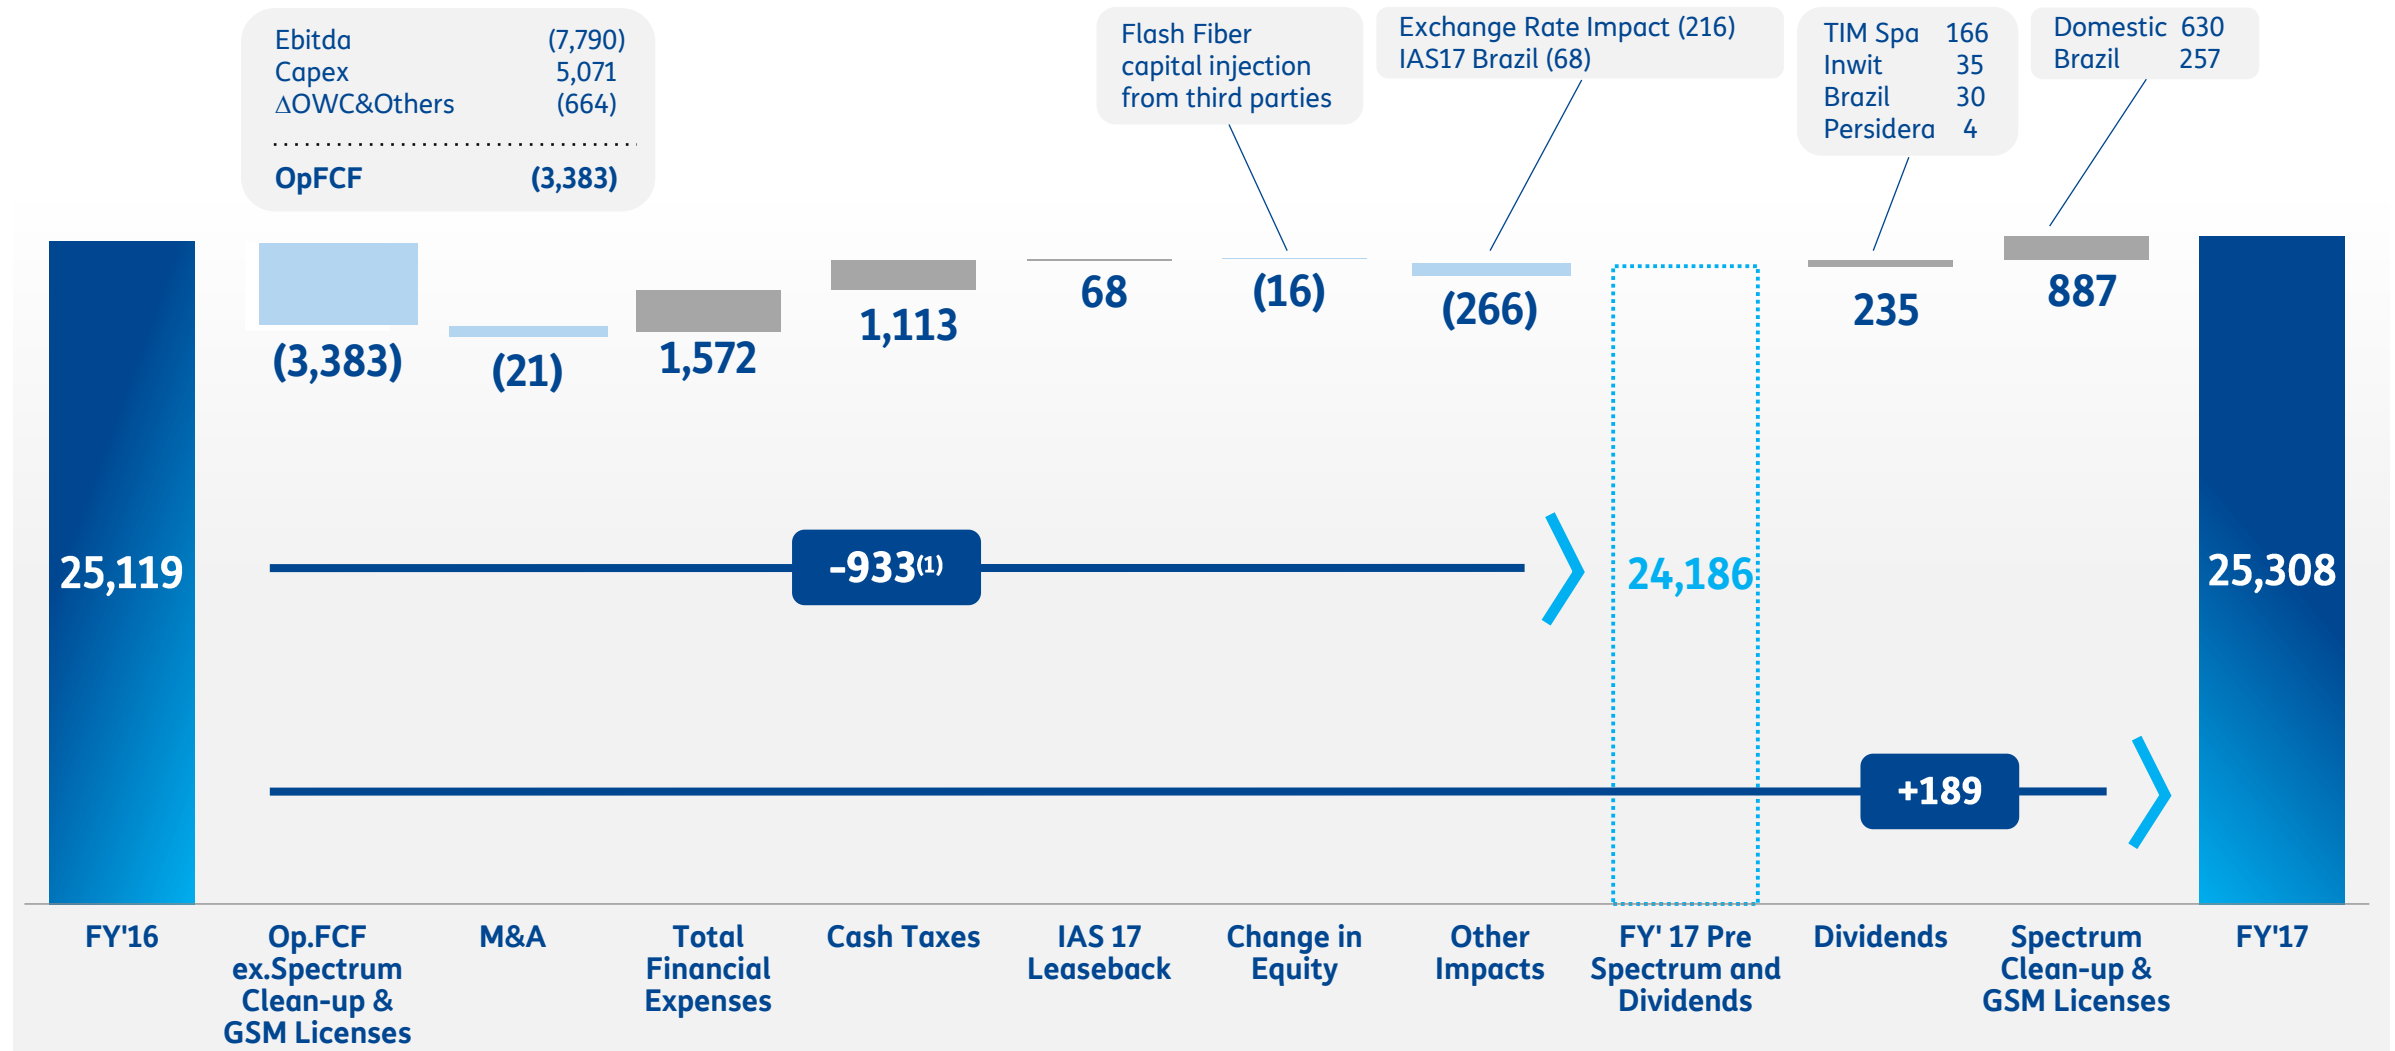 Ebitda (7,790)
Capex 5,071
ΔOWC&Others (664)
OpFCF (3,383)
Flash Fiber
capital injection
from third parties
Exchange Rate Impact (216)
IAS17 Brazil (68)
TIM Spa 166
Inwit 35
Brazil 30
Persidera 4
Domestic 630
Brazil 257
(3,383)
(21)
1,572
1,113
68
(16)
(266)
235
887
25,119
-933(1)
24,186
25,308
+189
FY'16
Op.FCF
ex.Spectrum
Clean-up &
GSM Licenses
M&A
Total
Financial
Expenses
Cash Taxes
IAS 17
Leaseback
Change in
Equity
Other
Impacts
FY' 17 Pre
Spectrum and
Dividends
Dividends
Spectrum
Clean-up &
GSM Licenses
FY'17